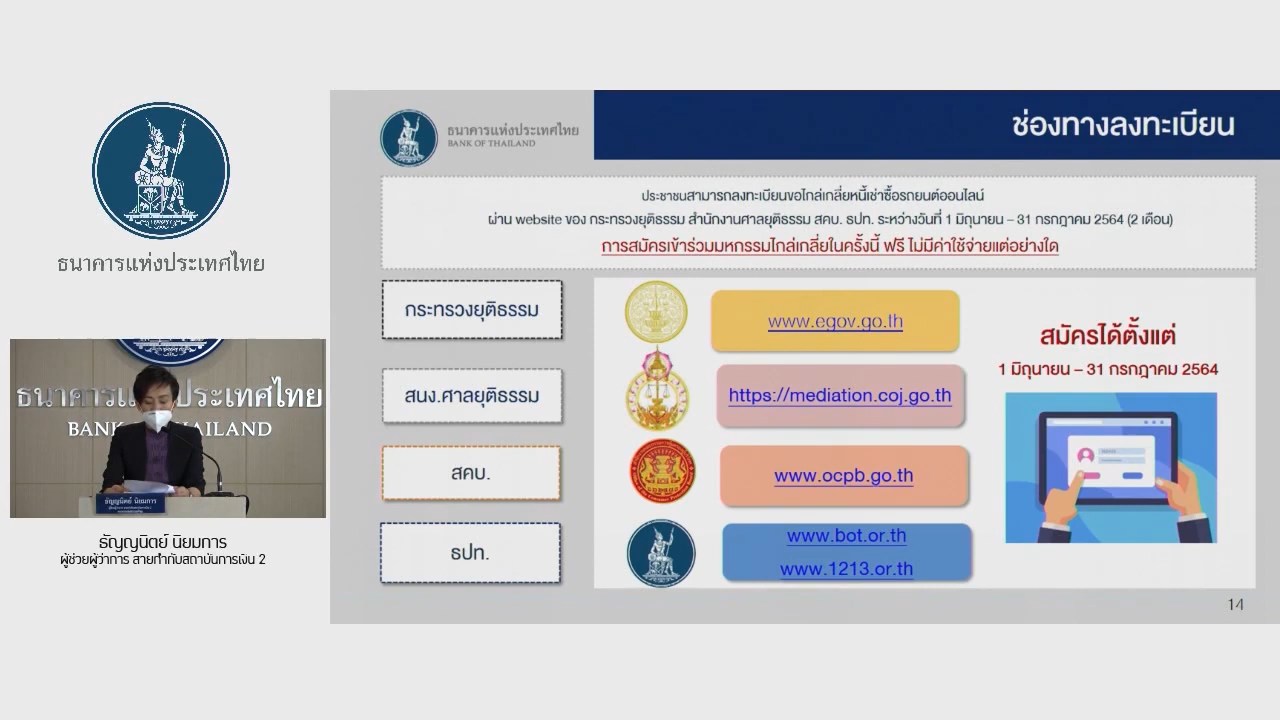 ธนาคารแห่งประเทศไทย
ธนาคารแห่งประเทศไทย
BANK OF THAILAND
ธัญญนิตย์ นิยมการ
ธัญญนิตย์ นิยมการ
ผู้ช่วยผู้ว่าการ สายกำกับสถาบันการเงิน 2
ธนาคารแห่งประเทศไทย
BANK OF THAILAND
ช่องทางลงทะเบียน
ประชาชนสามารถลงทะเบียนขอไกล่เกลี่ยหนี้เช่าซื้อรถยนต์ออนไลน์
ผ่าน website ของ กระทรวงยุติธรรม สำนักงานศาลยุติธรรม สคบ. ธปท. ระหว่างวันที่ 1 มิถุนายน – 31 กรกฎาคม 2564 (2 เดือน)
การสมัครเข้าร่วมมหกรรมไกล่เกลี่ยในครั้งนี้ ฟรี ไม่มีค่าใช้จ่ายแต่อย่างใด
กระทรวงยุติธรรม
www.egov.go.th
สนง.ศาลยุติธรรม
https://mediation.coj.go.th
สคบ.
www.ocpb.go.th
ธปท.
www.bot.or.th
www.1213.or.th
สมัครได้ตั้งแต่
1 มิถุนายน – 31 กรกฎาคม 2564
14